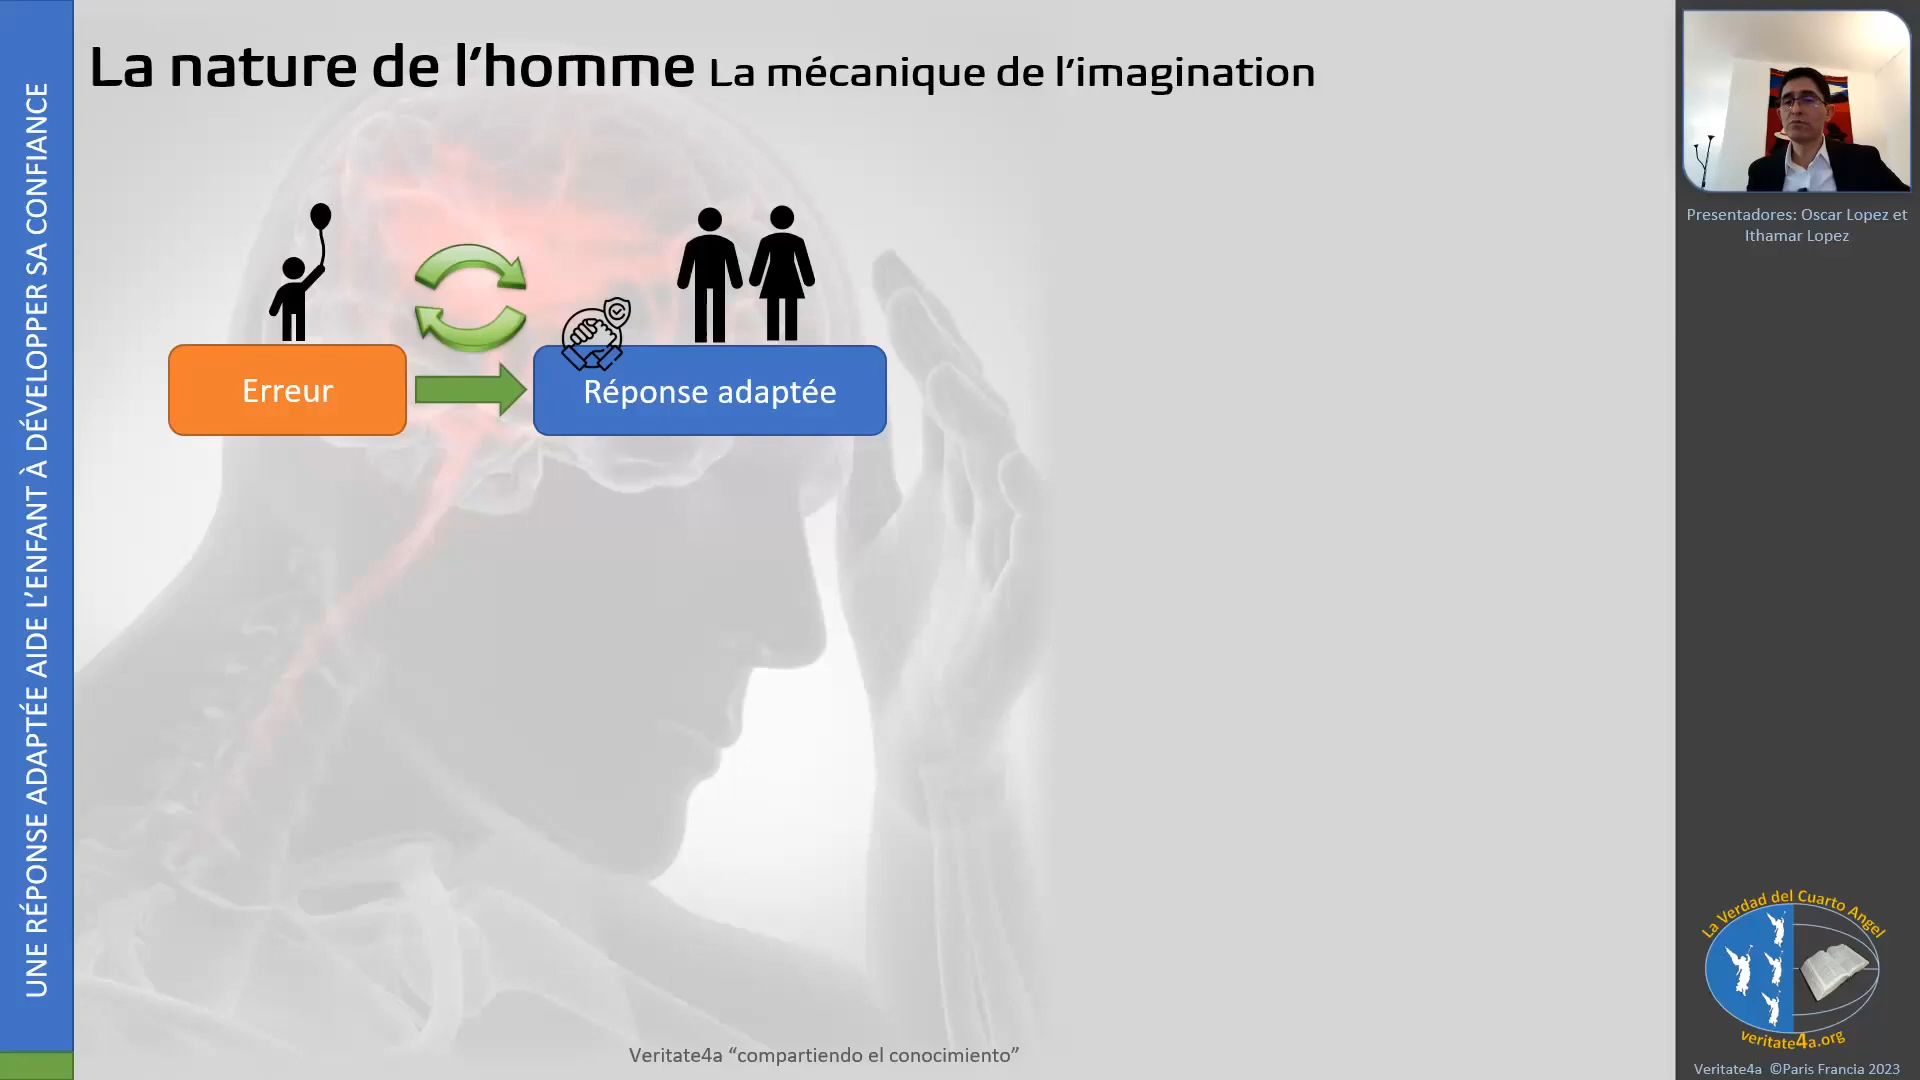 La nature de l'homme La mécanique de l'imagination
UNE RÉPONSE ADAPTÉE AIDE L'ENFANT À DÉVELOPPER SA CONFIANCE
Erreur
Réponse adaptée
Veritate4a “compartiendo el conocimiento”
Presentadores: Oscar Lopez et
Ithamar Lopez
La Verdad del Cuarto Angel
veritate4a.org
Veritate4a ©Paris Francia 2023